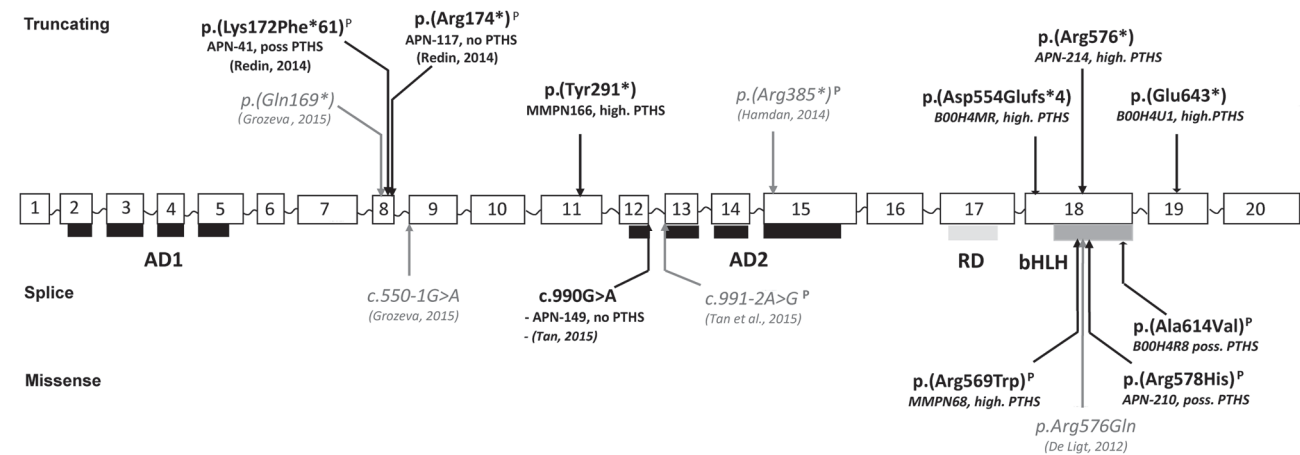 Truncating
p.(Lys172Phe*61)ᴾ
APN-41, poss PTHS
(Redin, 2014)
p.(Arg174*)ᴾ
APN-117, no PTHS
(Redin, 2014)
p.(Gln169*)
(Grozeva, 2015)
p.(Tyr291*)
MMPN166, high. PTHS
p.(Arg385*)ᴾ
(Hamdan, 2014)
p.(Arg576*)
APN-214, high. PTHS
p.(Asp554Glufs*4)
B00H4MR, high. PTHS
p.(Glu643*)
B00H4U1, high.PTHS
1 2 3 4 5 6 7 8 9 10 11 12 13 14 15 16 17 18 19 20
AD1 AD2 RD bHLH
Splice
c.550-1G>A
(Grozeva, 2015)
c.990G>A
- APN-149, no PTHS
- (Tan, 2015)
c.991-2A>G ᴾ
(Tan et al., 2015)
Missense
p.(Ala614Val)ᴾ
B00H4R8 poss. PTHS
p.(Arg569Trp)ᴾ
MMPN68, high. PTHS
p.(Arg578His)ᴾ
APN-210, poss. PTHS
p.Arg576Gln
(De Ligt, 2012)